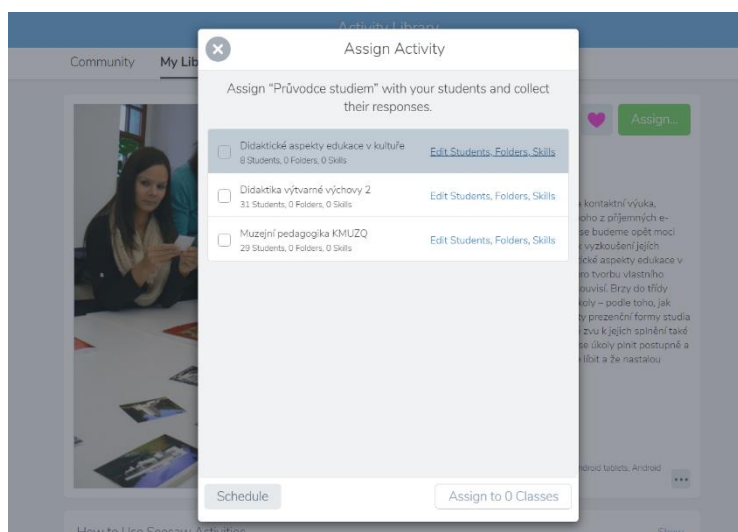 Activity Library
Community My Lib
Assign Activity
Assign "Průvodce studiem" with your students and collect
their responses.
Didaktické aspekty edukace v kultuře
8 Students, 0 Folders, 0 Skills
Edit Students, Folders, Skills
Didaktika výtvarné výchovy 2
31 Students, 0 Folders, 0 Skills
Edit Students, Folders, Skills
Muzejní pedagogika KMUZQ
29 Students, 0 Folders, 0 Skills
Edit Students, Folders, Skills
Schedule
Assign to 0 Classes
Assign...
kontaktní výuka,
oho z příjemných e-
se budeme opět moci
vyzkoušení jejích
ické aspekty edukace v
ro tvorbu vlastního
ouvisí. Brzy do třídy
koly – podle toho, jak
y prezenční formy studia
zvu k jejich splnění také
se úkoly plnit postupně a
líbit a že nastalou
ndroid tablets, Android
How to Use Seesaw Activities
Show